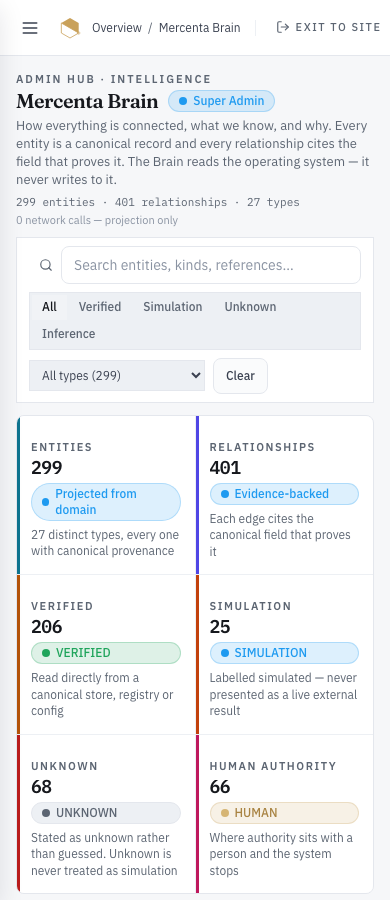 Overview / Mercenta Brain
EXIT TO SITE
ADMIN HUB · INTELLIGENCE
Mercenta Brain
Super Admin
How everything is connected, what we know, and why. Every
entity is a canonical record and every relationship cites the
field that proves it. The Brain reads the operating system — it
never writes to it.
299 entities · 401 relationships · 27 types
0 network calls — projection only
Search entities, kinds, references...
All Verified Simulation Unknown
Inference
All types (299)
Clear
ENTITIES
299
Projected from
domain
27 distinct types, every one
with canonical provenance
RELATIONSHIPS
401
Evidence-backed
Each edge cites the
canonical field that proves
it
VERIFIED
206
VERIFIED
Read directly from a
canonical store, registry or
config
SIMULATION
25
SIMULATION
Labelled simulated — never
presented as a live external
result
UNKNOWN
68
UNKNOWN
Stated as unknown rather
than guessed. Unknown is
never treated as simulation
HUMAN AUTHORITY
66
HUMAN
Where authority sits with a
person and the system
stops